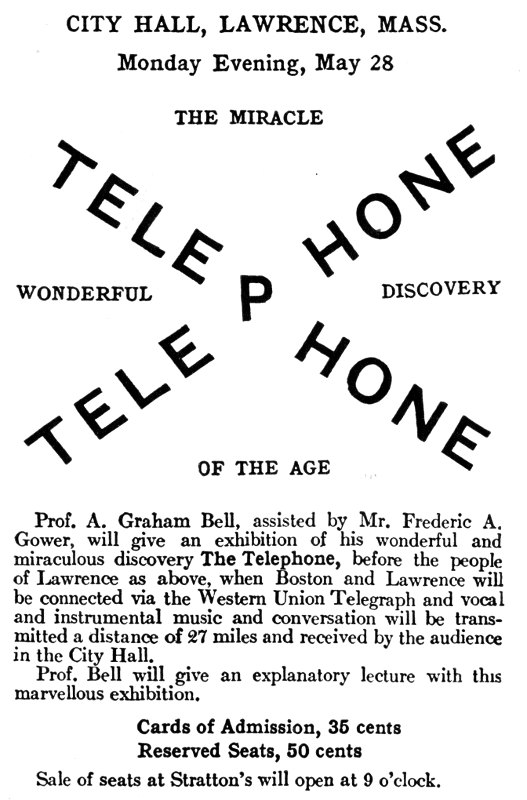 CITY HALL, LAWRENCE, MASS.
Monday Evening, May 28
THE MIRACLE
TELEPHONE
WONDERFUL
DISCOVERY
TELEPHONE
OF THE AGE
Prof. A. Graham Bell, assisted by Mr. Frederic A.
Gower, will give an exhibition of his wonderful and
miraculous discovery The Telephone, before the people
of Lawrence as above, when Boston and Lawrence will
be connected via the Western Union Telegraph and vocal
and instrumental music and conversation will be trans-
mitted a distance of 27 miles and received by the audience
in the City Hall.
Prof. Bell will give an explanatory lecture with this
marvellous exhibition.
Cards of Admission, 35 cents
Reserved Seats, 50 cents
Sale of seats at Stratton's will open at 9 o'clock.